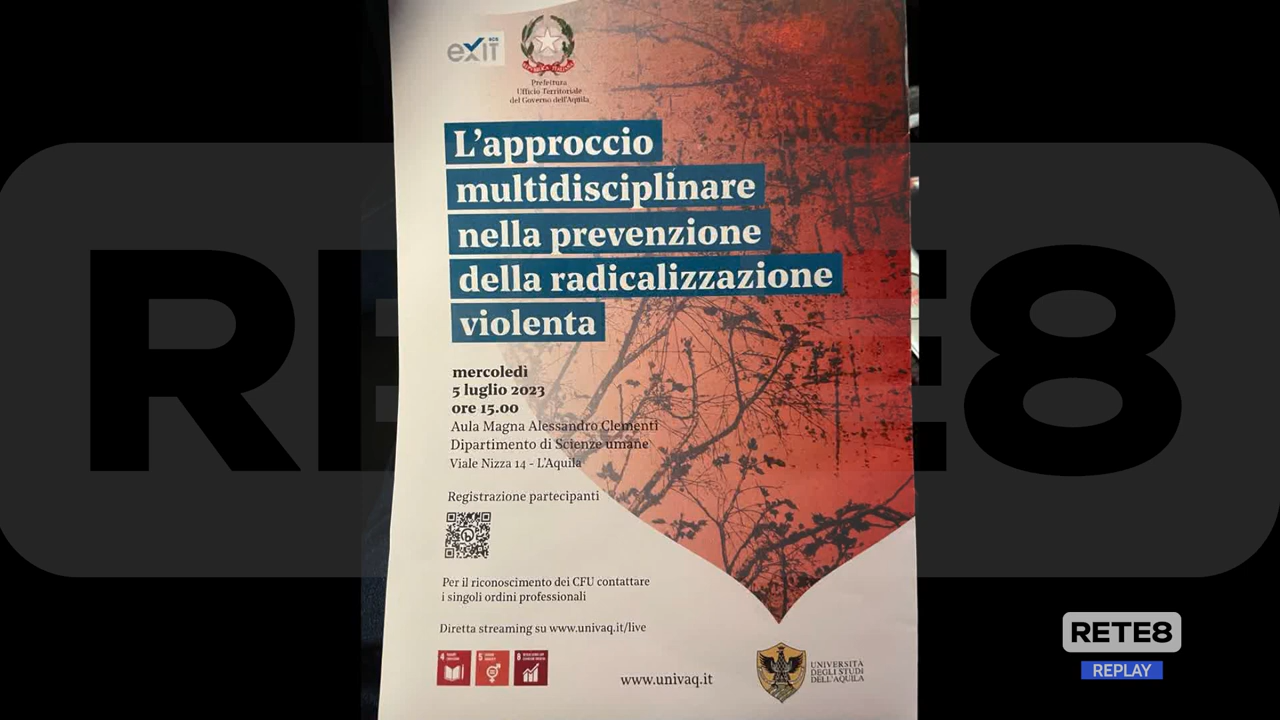 exit
Prefettura
Ufficio Territoriale
del Governo dell'Aquila
L'approccio
multidisciplinare
nella prevenzione
della radicalizzazione
violenta
mercoledì
5 luglio 2023
ore 15.00
Aula Magna Alessandro Clementi
Dipartimento di Scienze umane
Viale Nizza 14 - L'Aquila
Registrazione partecipanti
Per il riconoscimento dei CFU contattare
i singoli ordini professionali
Diretta streaming su www.univaq.it/live
4
5
8
www.univaq.it
UNIVERSITÀ
DEGLI STUDI
DELL'AQUILA
RETE8
REPLAY